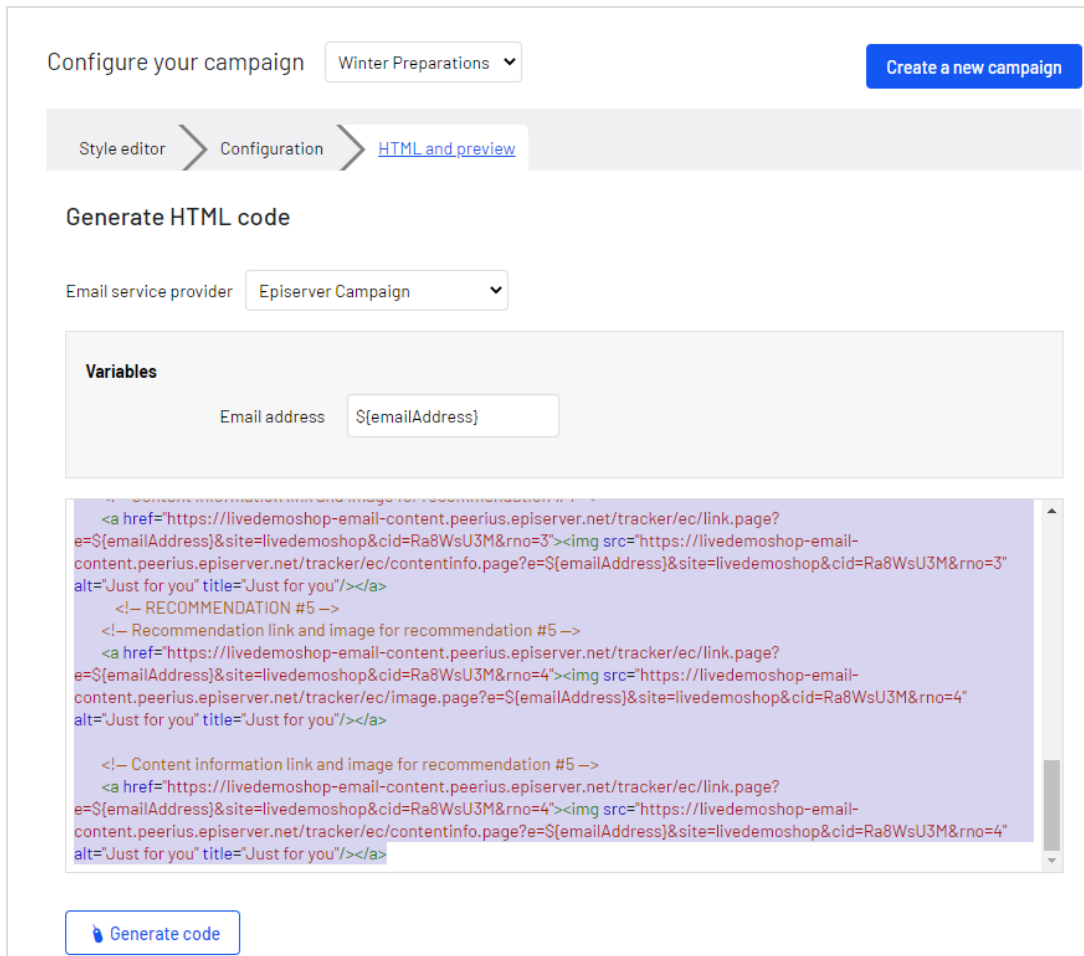 Configure your campaign Winter Preparations
Create a new campaign
Style editor Configuration HTML and preview
Generate HTML code
Email service provider Episerver Campaign
Variables
Email address ${emailAddress}
<!-- Content information link and image for recommendation #4 -->
<a href="https://livedemoshop-email-content.peerius.episerver.net/tracker/ec/link.page?
e=${emailAddress}&site=livedemoshop&cid=Ra8WsU3M&rno=3"><img src="https://livedemoshop-email-
content.peerius.episerver.net/tracker/ec/contentinfo.page?e=${emailAddress}&site=livedemoshop&cid=Ra8WsU3M&rno=3"
alt="Just for you" title="Just for you"/></a>
<!-- RECOMMENDATION #5 -->
<!-- Recommendation link and image for recommendation #5 -->
<a href="https://livedemoshop-email-content.peerius.episerver.net/tracker/ec/link.page?
e=${emailAddress}&site=livedemoshop&cid=Ra8WsU3M&rno=4"><img src="https://livedemoshop-email-
content.peerius.episerver.net/tracker/ec/image.page?e=${emailAddress}&site=livedemoshop&cid=Ra8WsU3M&rno=4"
alt="Just for you" title="Just for you"/></a>
<!-- Content information link and image for recommendation #5 -->
<a href="https://livedemoshop-email-content.peerius.episerver.net/tracker/ec/link.page?
e=${emailAddress}&site=livedemoshop&cid=Ra8WsU3M&rno=4"><img src="https://livedemoshop-email-
content.peerius.episerver.net/tracker/ec/contentinfo.page?e=${emailAddress}&site=livedemoshop&cid=Ra8WsU3M&rno=4"
alt="Just for you" title="Just for you"/></a>
Generate code